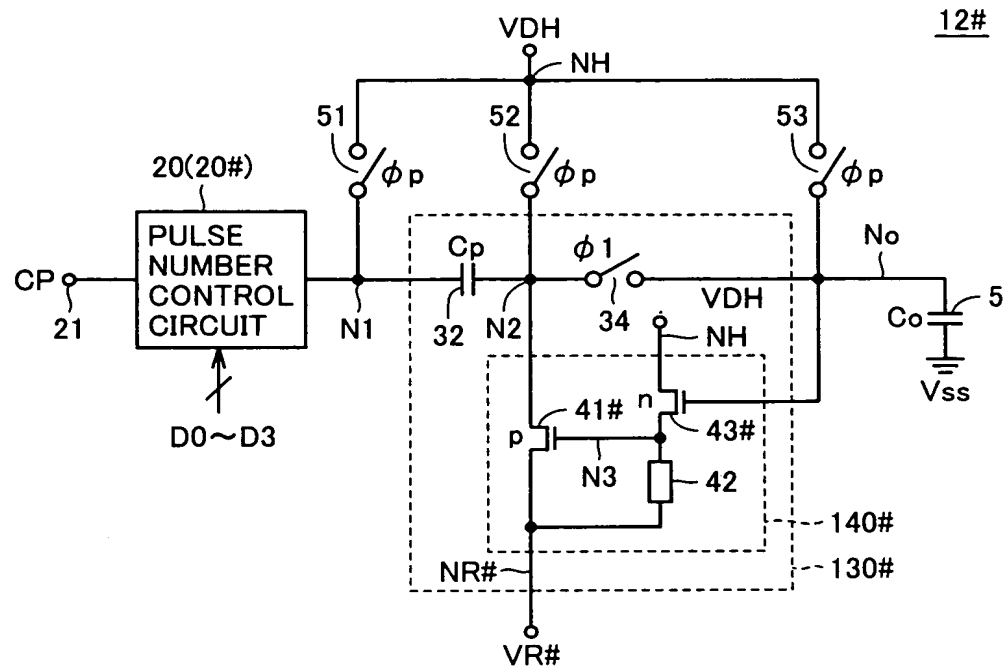 12#
VDH
NH
51
52
53
ϕp
ϕp
ϕp
20(20#)
PULSE
NUMBER
CONTROL
CIRCUIT
CP
21
D0～D3
N1
Cp
32
N2
ϕ1
34
VDH
NH
No
Co
5
Vss
41#
p
n
43#
N3
42
140#
130#
NR#
VR#